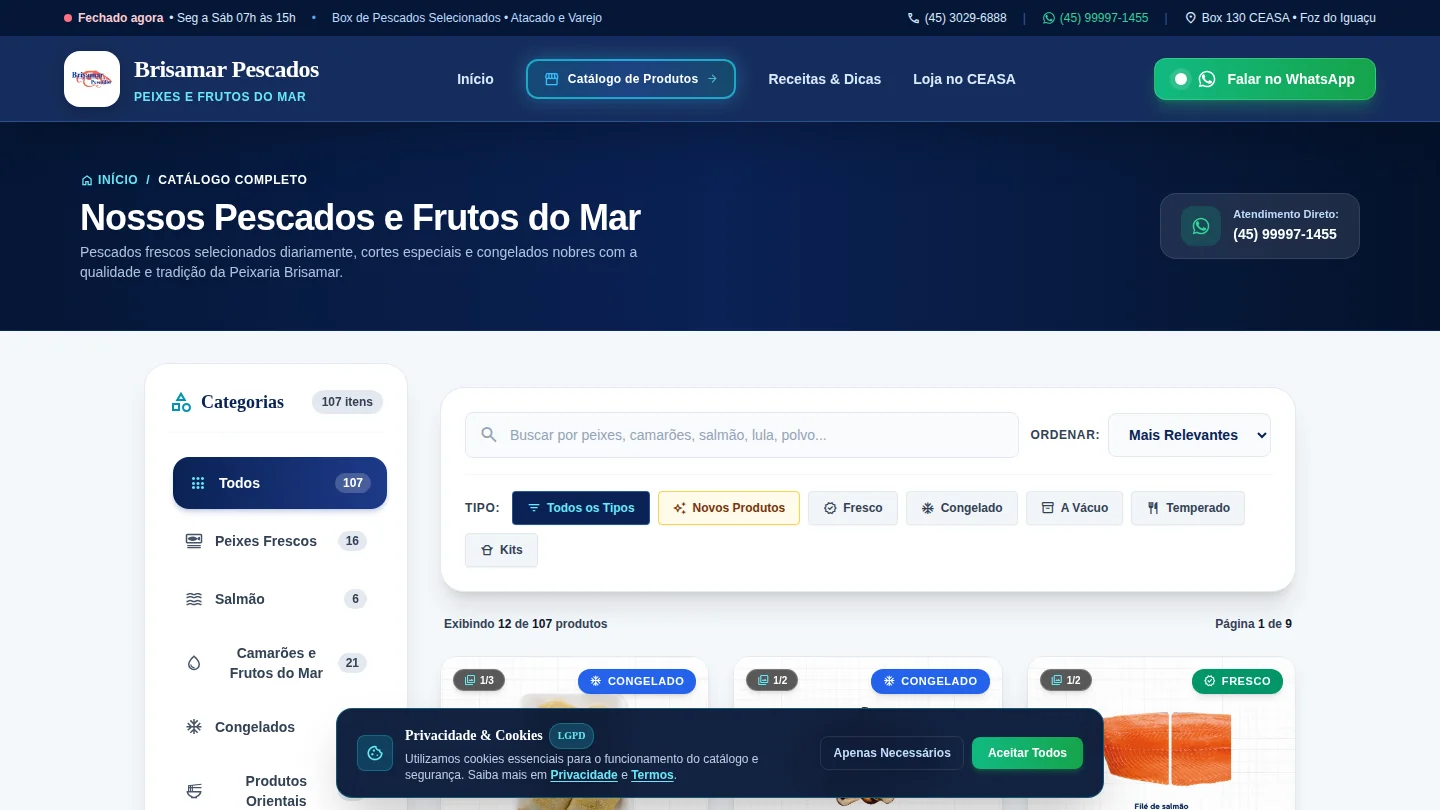 Fechado agora • Seg a Sáb 07h às 15h • Box de Pescados Selecionados • Atacado e Varejo
(45) 3029-6888 | (45) 99997-1455 | Box 130 CEASA • Foz do Iguaçu
Brisamar Pescados
Brisamar Pescados
PEIXES E FRUTOS DO MAR
Início
Catálogo de Produtos
Receitas & Dicas
Loja no CEASA
Falar no WhatsApp
INÍCIO / CATÁLOGO COMPLETO
Nossos Pescados e Frutos do Mar
Pescados frescos selecionados diariamente, cortes especiais e congelados nobres com a
qualidade e tradição da Peixaria Brisamar.
Atendimento Direto:
(45) 99997-1455
Categorias
107 itens
Todos 107
Peixes Frescos 16
Salmão 6
Camarões e
Frutos do Mar 21
Congelados
Produtos
Orientais
Buscar por peixes, camarões, salmão, lula, polvo...
ORDENAR: Mais Relevantes
TIPO: Todos os Tipos Novos Produtos Fresco Congelado A Vácuo Temperado
Kits
Exibindo 12 de 107 produtos
Página 1 de 9
1/3 CONGELADO
1/2 CONGELADO
1/2 FRESCO
Filé de salmão
Privacidade & Cookies LGPD
Utilizamos cookies essenciais para o funcionamento do catálogo e
segurança. Saiba mais em Privacidade e Termos.
Apenas Necessários
Aceitar Todos